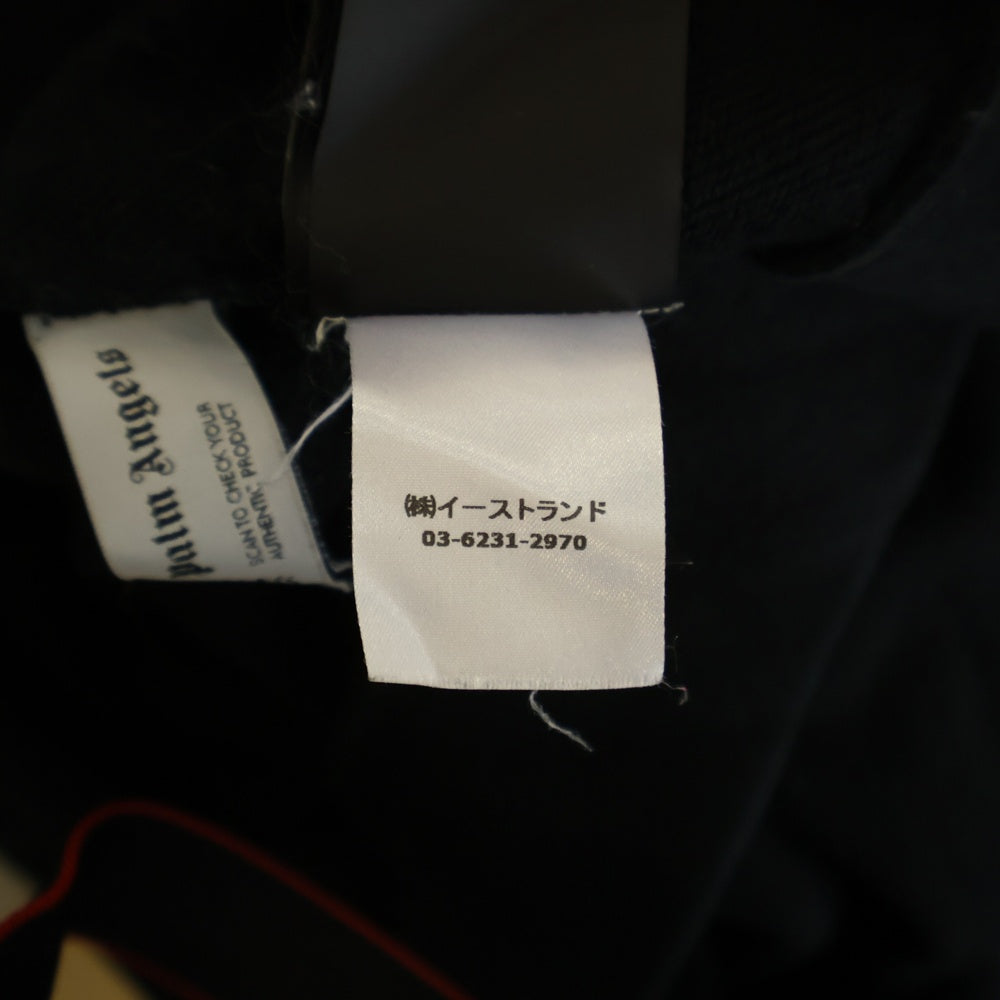 Palm Angels
SCAN TO CHECK YOUR
AUTHENTIC PRODUCT
㈱イーストランド
03-6231-2970